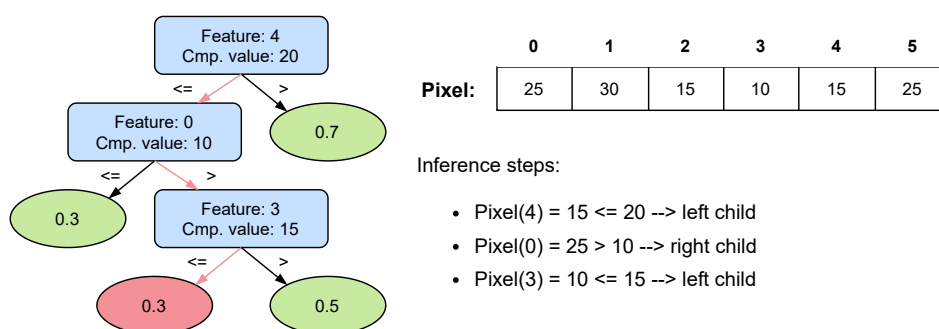 Feature: 4
Cmp. value: 20
<= >
0.7
Feature: 0
Cmp. value: 10
<= >
0.3
Feature: 3
Cmp. value: 15
<= >
0.3
0.5
0 1 2 3 4 5
Pixel: 25 30 15 10 15 25
Inference steps:
• Pixel(4) = 15 <= 20 --> left child
• Pixel(0) = 25 > 10 --> right child
• Pixel(3) = 10 <= 15 --> left child